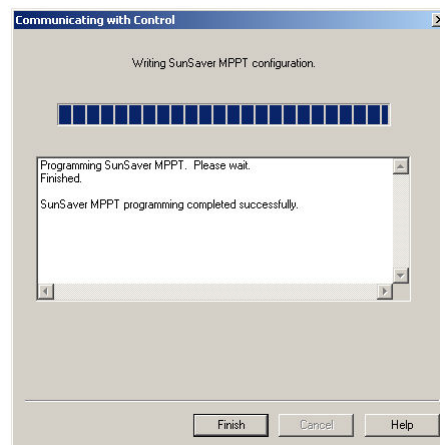 Communicating with Control
Writing SunSaver MPPT configuration.
Programming SunSaver MPPT. Please wait.
Finished.
SunSaver MPPT programming completed successfully.
Finish Cancel Help